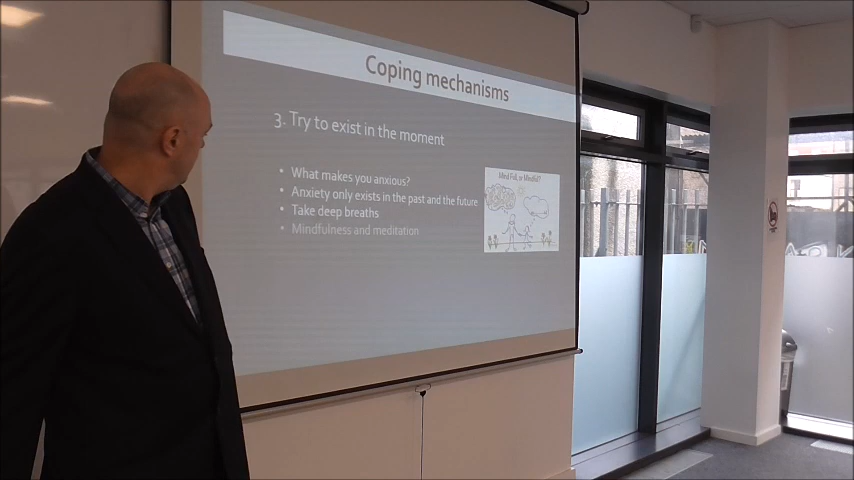 Coping mechanisms
3. Try to exist in the moment
• What makes you anxious?
• Anxiety only exists in the past and the future
• Take deep breaths
• Mindfulness and meditation
Mind Full, or Mindful?